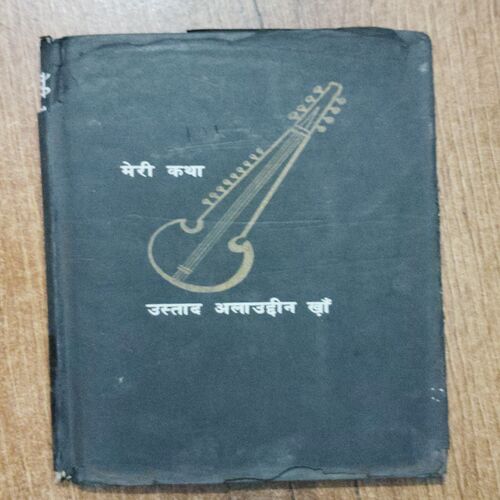 मेरी कथा
उस्ताद अलाउद्दीन ख़ाँ